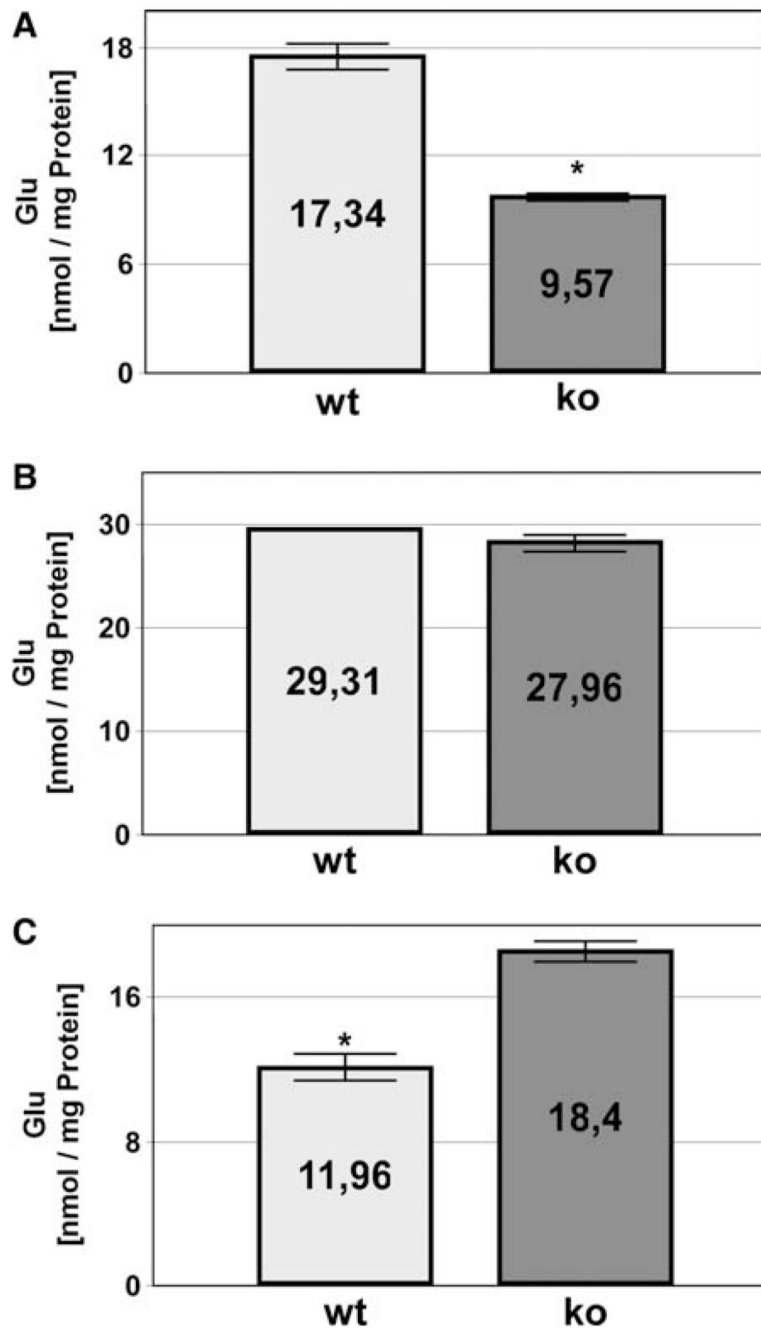 A
Glu
[nmol / mg Protein]
18
12
6
0
17,34
*
9,57
wt
ko
B
Glu
[nmol / mg Protein]
30
20
10
0
29,31
27,96
wt
ko
C
Glu
[nmol / mg Protein]
16
8
0
*
11,96
18,4
wt
ko